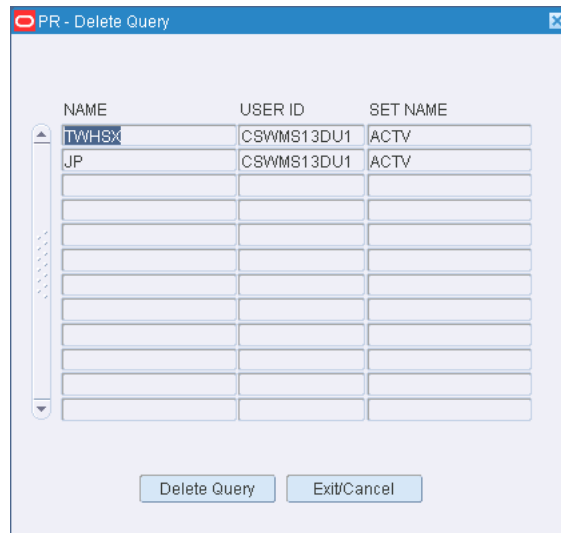 PR - Delete Query
NAME USER ID SET NAME
TWHSX CSWMS13DU1 ACTV
JP CSWMS13DU1 ACTV
Delete Query Exit/Cancel